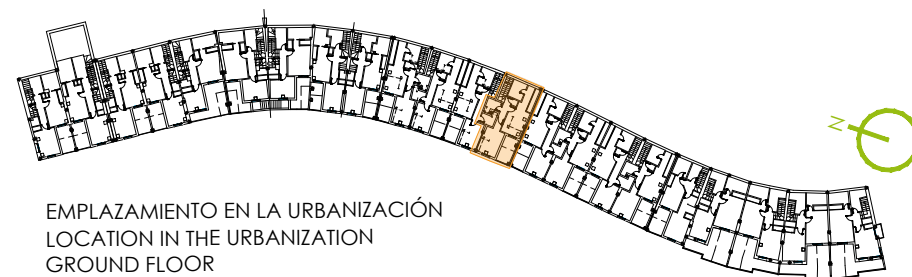 N
EMPLAZAMIENTO EN LA URBANIZACIÓN
LOCATION IN THE URBANIZATION
GROUND FLOOR